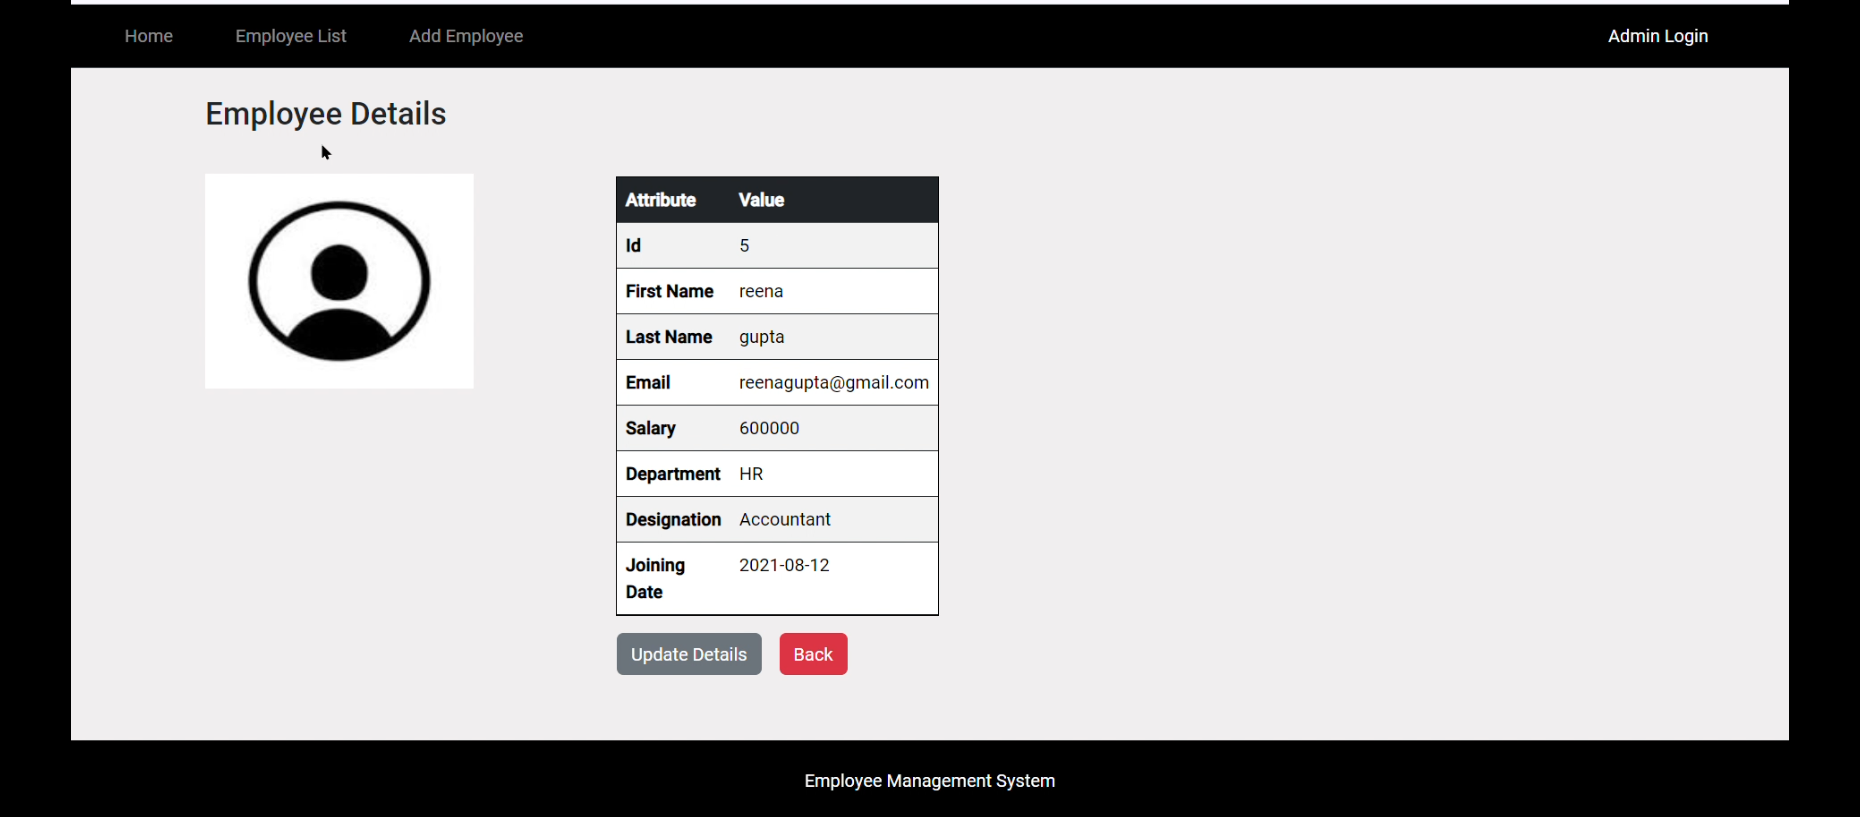 Home Employee List Add Employee Admin Login
Employee Details
Attribute Value
Id 5
First Name reena
Last Name gupta
Email reenagupta@gmail.com
Salary 600000
Department HR
Designation Accountant
Joining 2021-08-12
Date
Update Details Back
Employee Management System